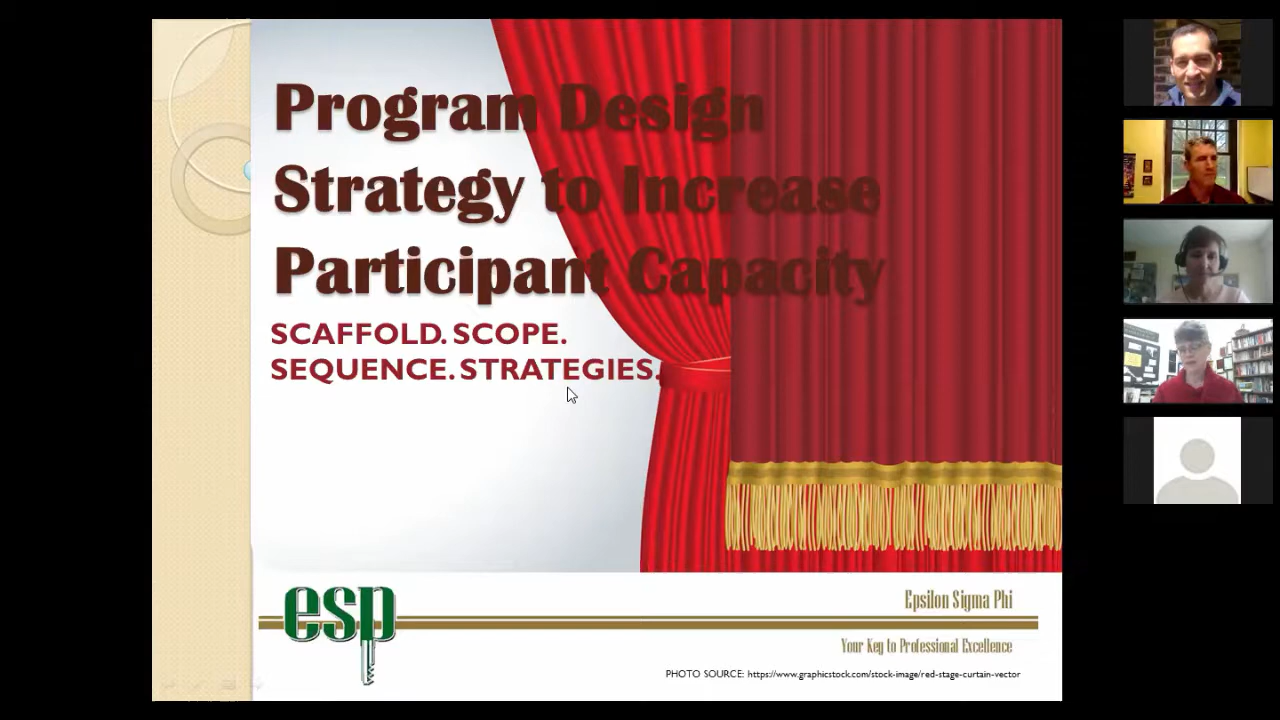 Program Design
Strategy to Increase
Participant Capacity
SCAFFOLD. SCOPE.
SEQUENCE. STRATEGIES.
esp
Epsilon Sigma Phi
Your Key to Professional Excellence
PHOTO SOURCE: https://www.graphicstock.com/stock-image/red-stage-curtain-vector